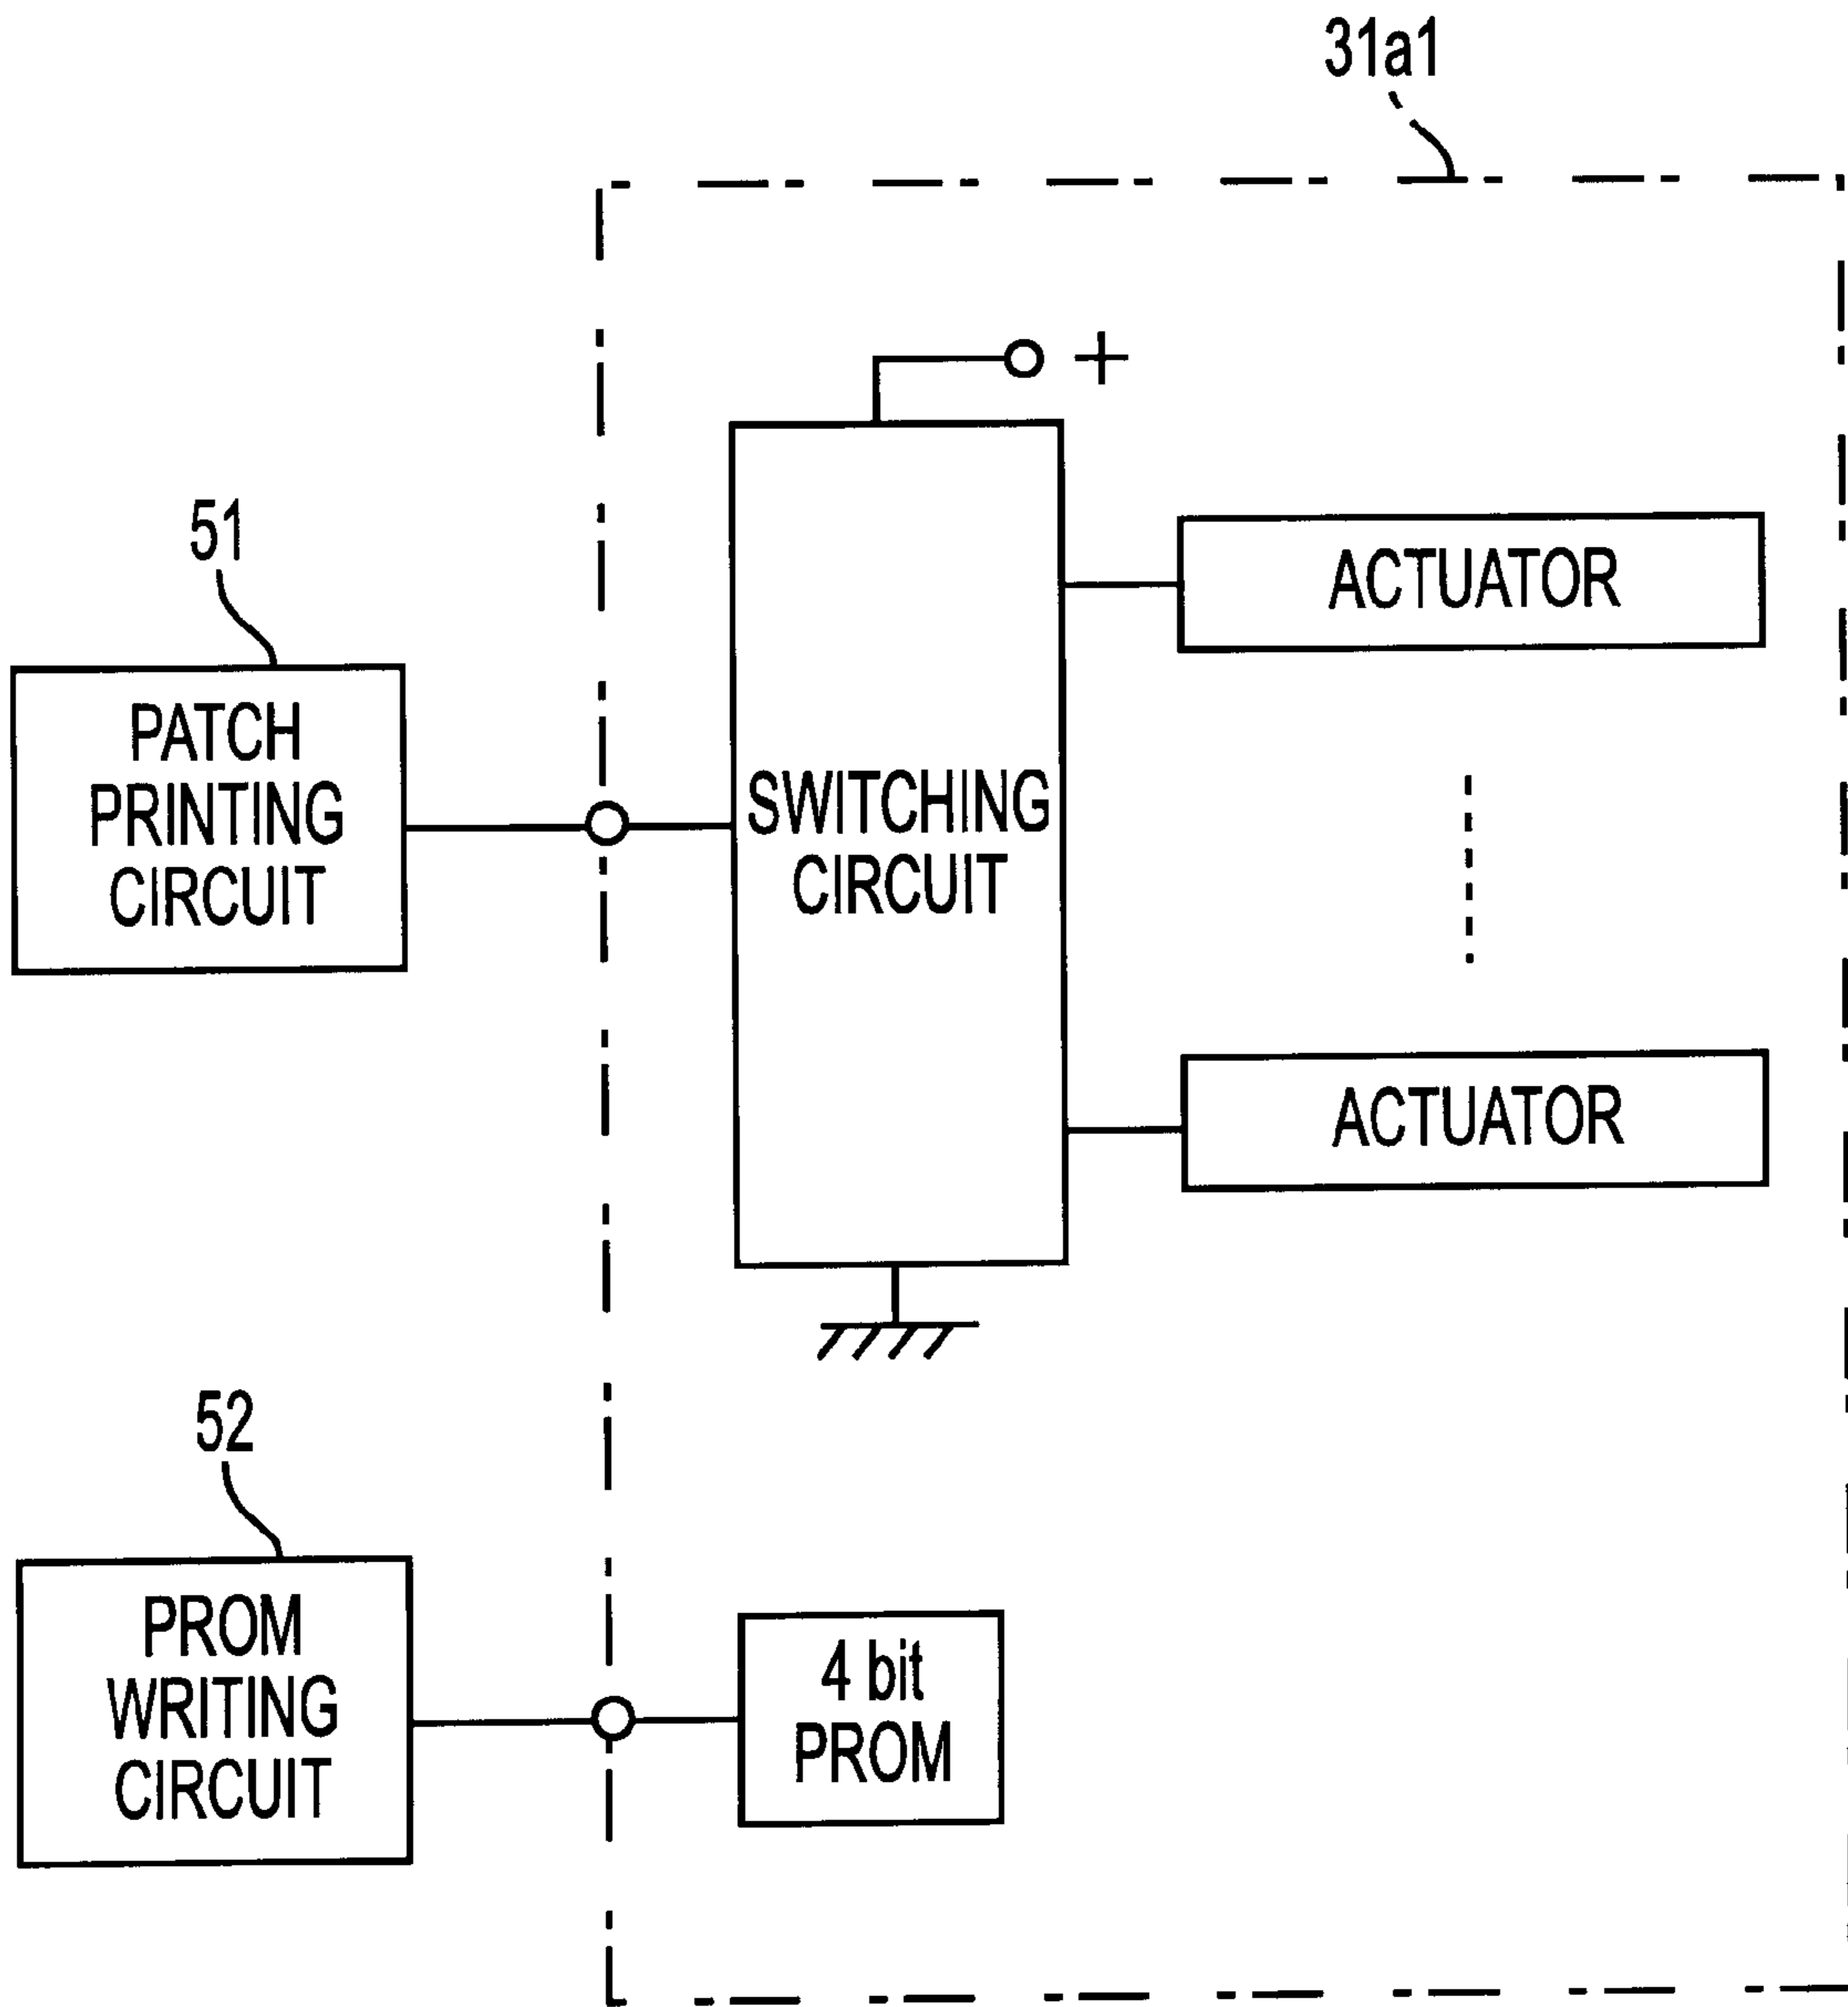 31a1
+
51
PATCH
PRINTING
CIRCUIT
SWITCHING
CIRCUIT
ACTUATOR
ACTUATOR
52
PROM
WRITING
CIRCUIT
4 bit
PROM